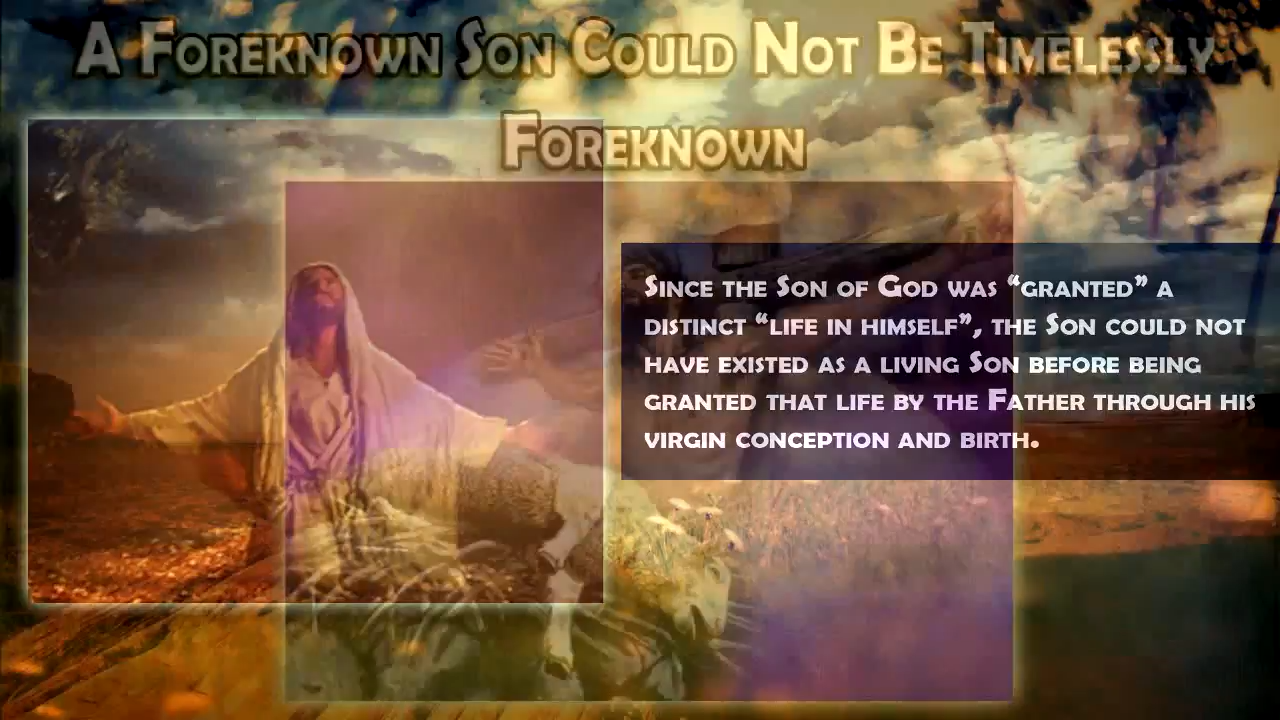 A Foreknown Son Could Not Be Timelessly
Foreknown
Since the Son of God was “granted” a
distinct “life in himself”, the Son could not
have existed as a living Son before being
granted that life by the Father through his
virgin conception and birth.